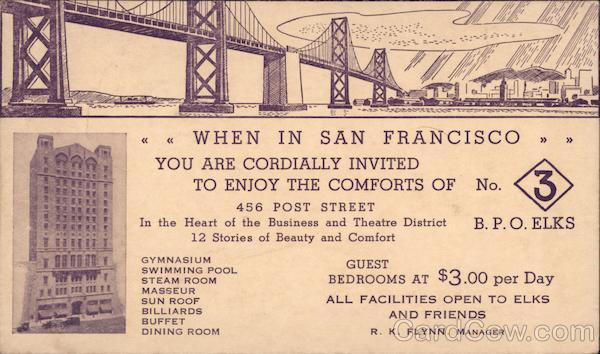 « « WHEN IN SAN FRANCISCO » »
YOU ARE CORDIALLY INVITED
TO ENJOY THE COMFORTS OF No. 3
456 POST STREET
In the Heart of the Business and Theatre District
B. P. O. ELKS
12 Stories of Beauty and Comfort
GYMNASIUM
SWIMMING POOL
STEAM ROOM
MASSEUR
SUN ROOF
BILLIARDS
BUFFET
DINING ROOM
GUEST
BEDROOMS AT $3.00 per Day
ALL FACILITIES OPEN TO ELKS
AND FRIENDS
R. K. FLYNN, MANAGER
CardCow.com